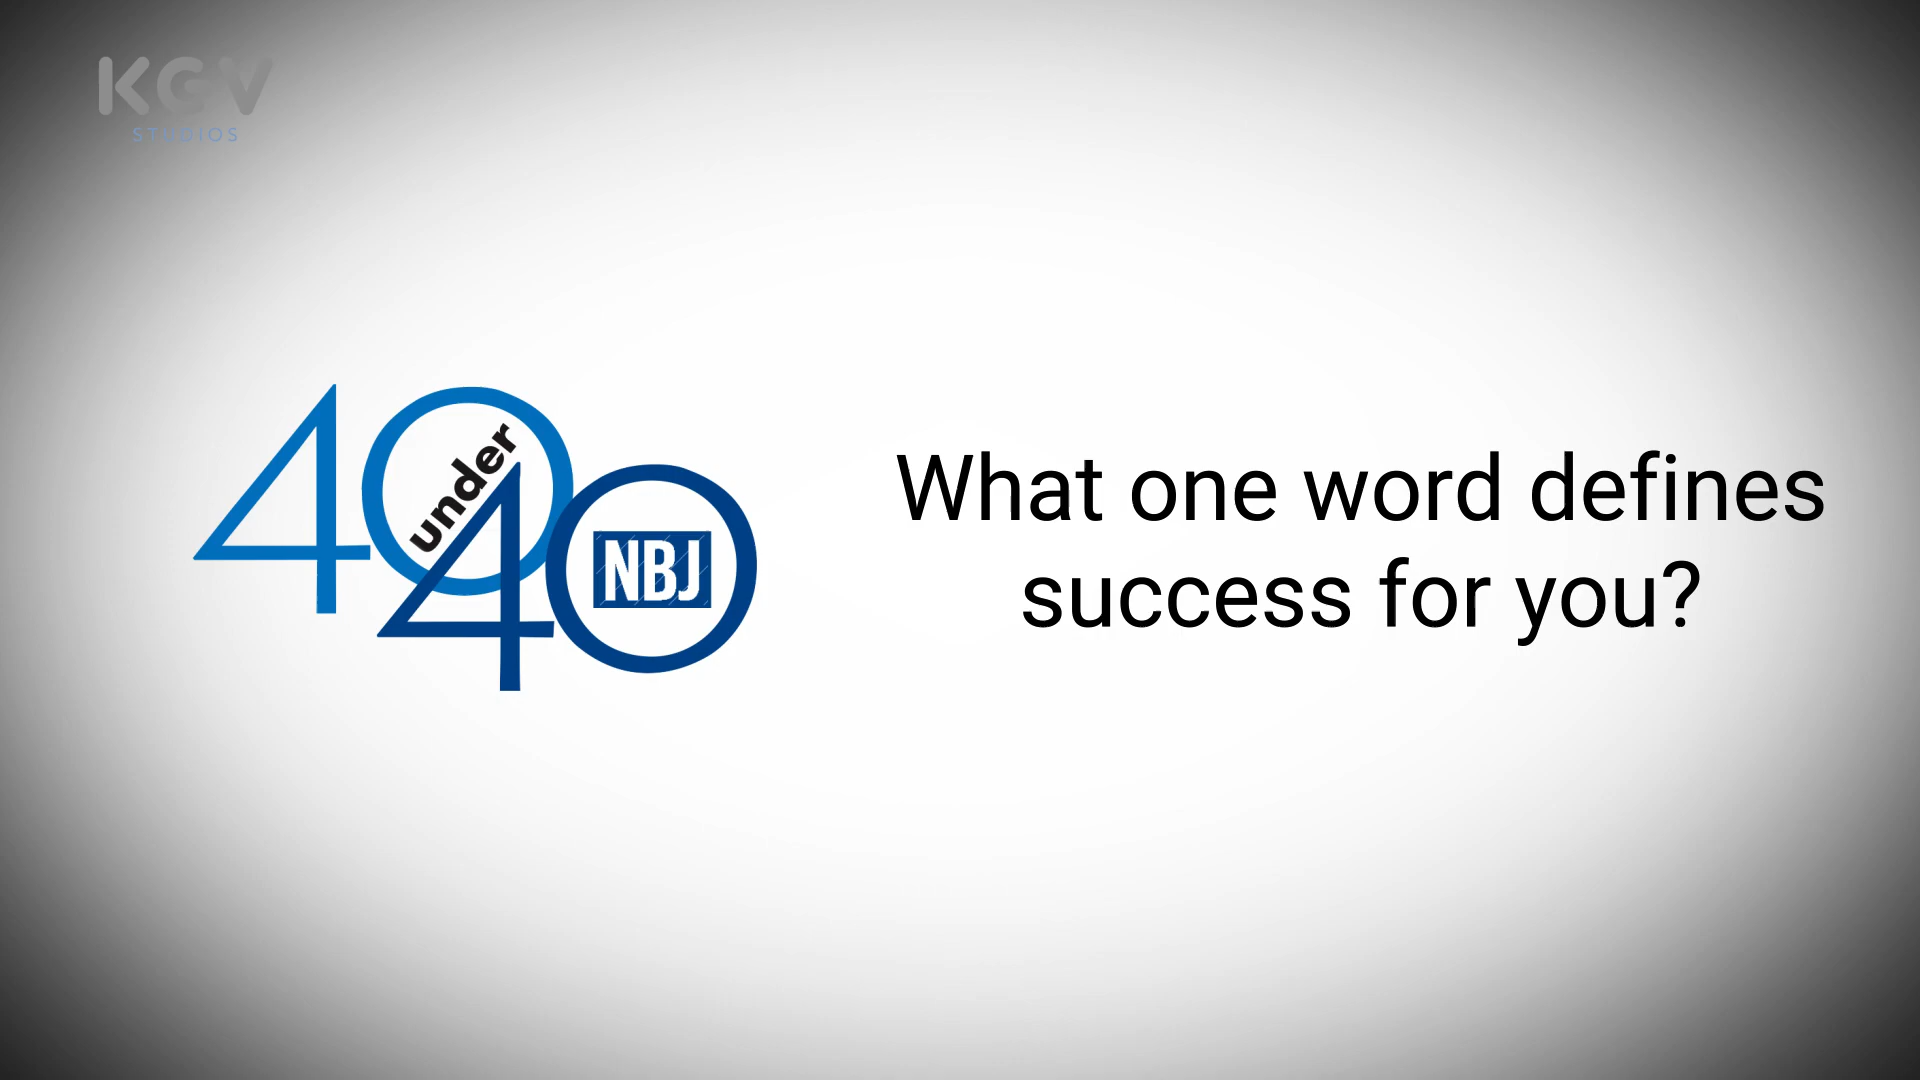 KGV
STUDIOS
40
under
40
NBJ
What one word defines
success for you?